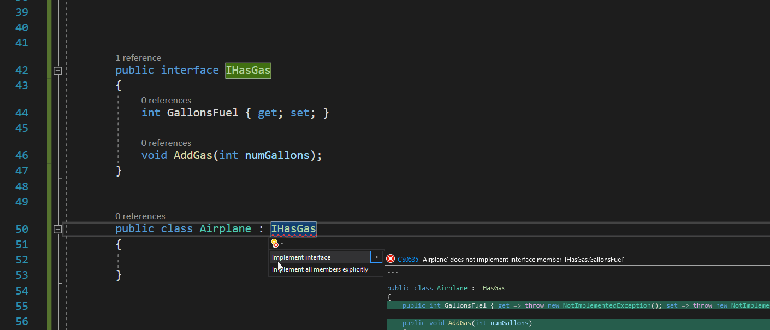 39
40
41
1 reference
42 public interface IHasGas
43 {
0 references
44 int GallonsFuel { get; set; }
45
0 references
46 void AddGas(int numGallons);
47 }
48
49
0 references
50 public class Airplane : IHasGas
51 {
52
Implement interface
CS0535 'Airplane' does not implement interface member 'IHasGas.GallonsFuel'
53 }
Implement all members explicitly
...
54
public class Airplane : IHasGas
{
55
public int GallonsFuel { get => throw new NotImplementedException(); set => throw new NotImpleme
56
public void AddGas(int numGallons)